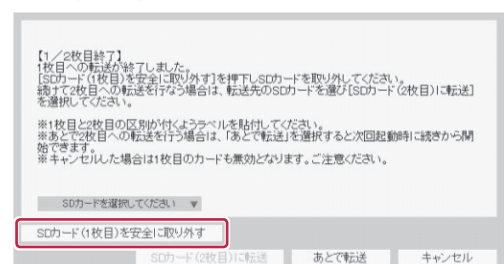 【1/2枚目終了】
1枚目への転送が終了しました。
[SDカード(1枚目)を安全に取り外す]を押下しSDカードを取り外してください。
続けて2枚目への転送を行なう場合は、転送先のSDカードを選び[SDカード(2枚目)に転送]
を選択してください。
※1枚目と2枚目の区別が付くようラベルを貼付してください。
※あとで2枚目への転送を行う場合は、「あとで転送」を選択すると次回起動時に続きから開
始できます。
※キャンセルした場合は1枚目のカードも無効となります。ご注意ください。
SDカードを選択してください ▼
SDカード(1枚目)を安全に取り外す
SDカード(2枚目)に転送 あとで転送 キャンセル